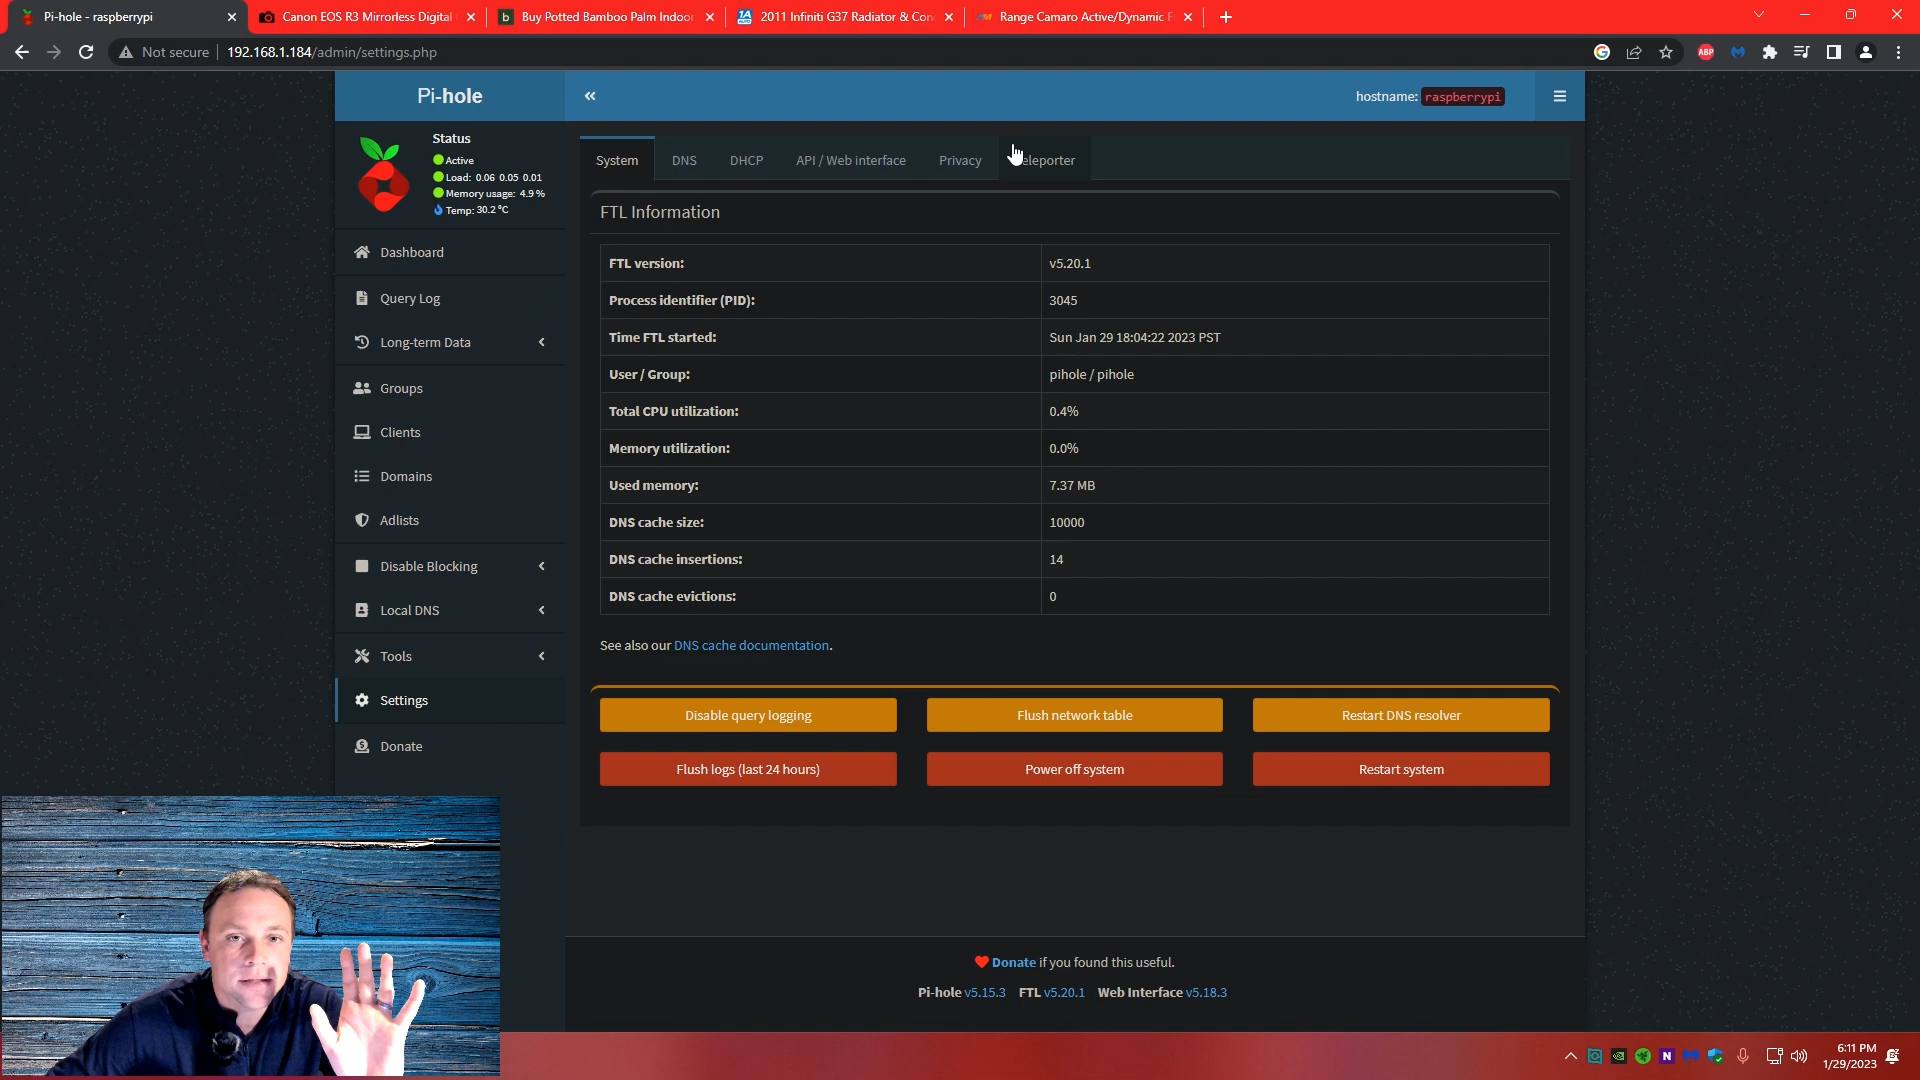 Pi-hole - raspberrypi
Canon EOS R3 Mirrorless Digital
Buy Potted Bamboo Palm Indoor
2011 Infiniti G37 Radiator & Con
Range Camaro Active/Dynamic F
Not secure
192.168.1.184/admin/settings.php
ABP
Pi-hole
hostname: raspberrypi
Status
Active
Load: 0.06 0.05 0.01
Memory usage: 4.9 %
Temp: 30.2 °C
Dashboard
Query Log
Long-term Data
Groups
Clients
Domains
Adlists
Disable Blocking
Local DNS
Tools
Settings
Donate
System
DNS
DHCP
API / Web interface
Privacy
eleporter
FTL Information
FTL version: v5.20.1
Process identifier (PID): 3045
Time FTL started: Sun Jan 29 18:04:22 2023 PST
User / Group: pihole / pihole
Total CPU utilization: 0.4%
Memory utilization: 0.0%
Used memory: 7.37 MB
DNS cache size: 10000
DNS cache insertions: 14
DNS cache evictions: 0
See also our DNS cache documentation.
Disable query logging
Flush network table
Restart DNS resolver
Flush logs (last 24 hours)
Power off system
Restart system
Donate if you found this useful.
Pi-hole v5.15.3 FTL v5.20.1 Web Interface v5.18.3
6:11 PM
1/29/2023